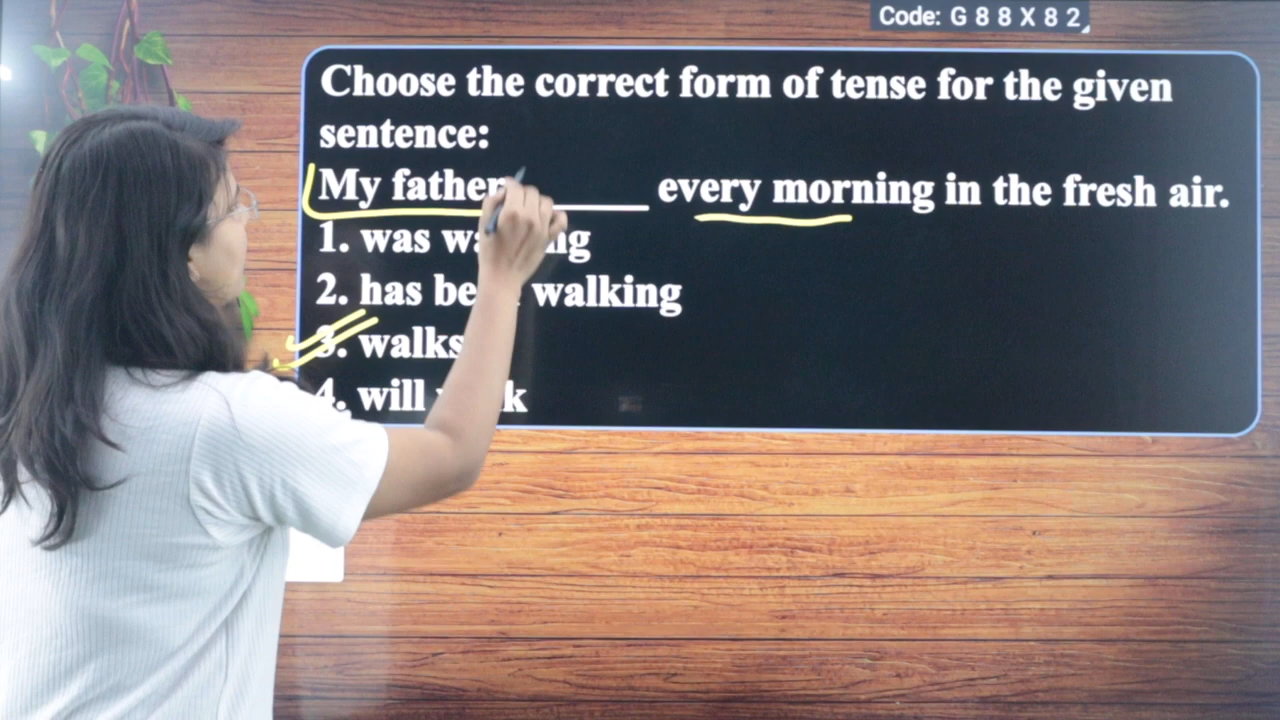 Code: G 8 8 X 8 2
Choose the correct form of tense for the given
sentence:
My father ______ every morning in the fresh air.
1. was
2. has walking
3. walks
4. will